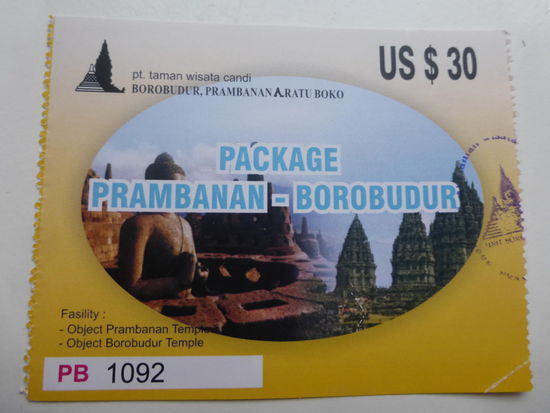 US $ 30
pt. taman wisata candi
BOROBUDUR, PRAMBANAN & RATU BOKO
PACKAGE
PRAMBANAN - BOROBUDUR
Fasility :
- Object Prambanan Temple
- Object Borobudur Temple
PB 1092